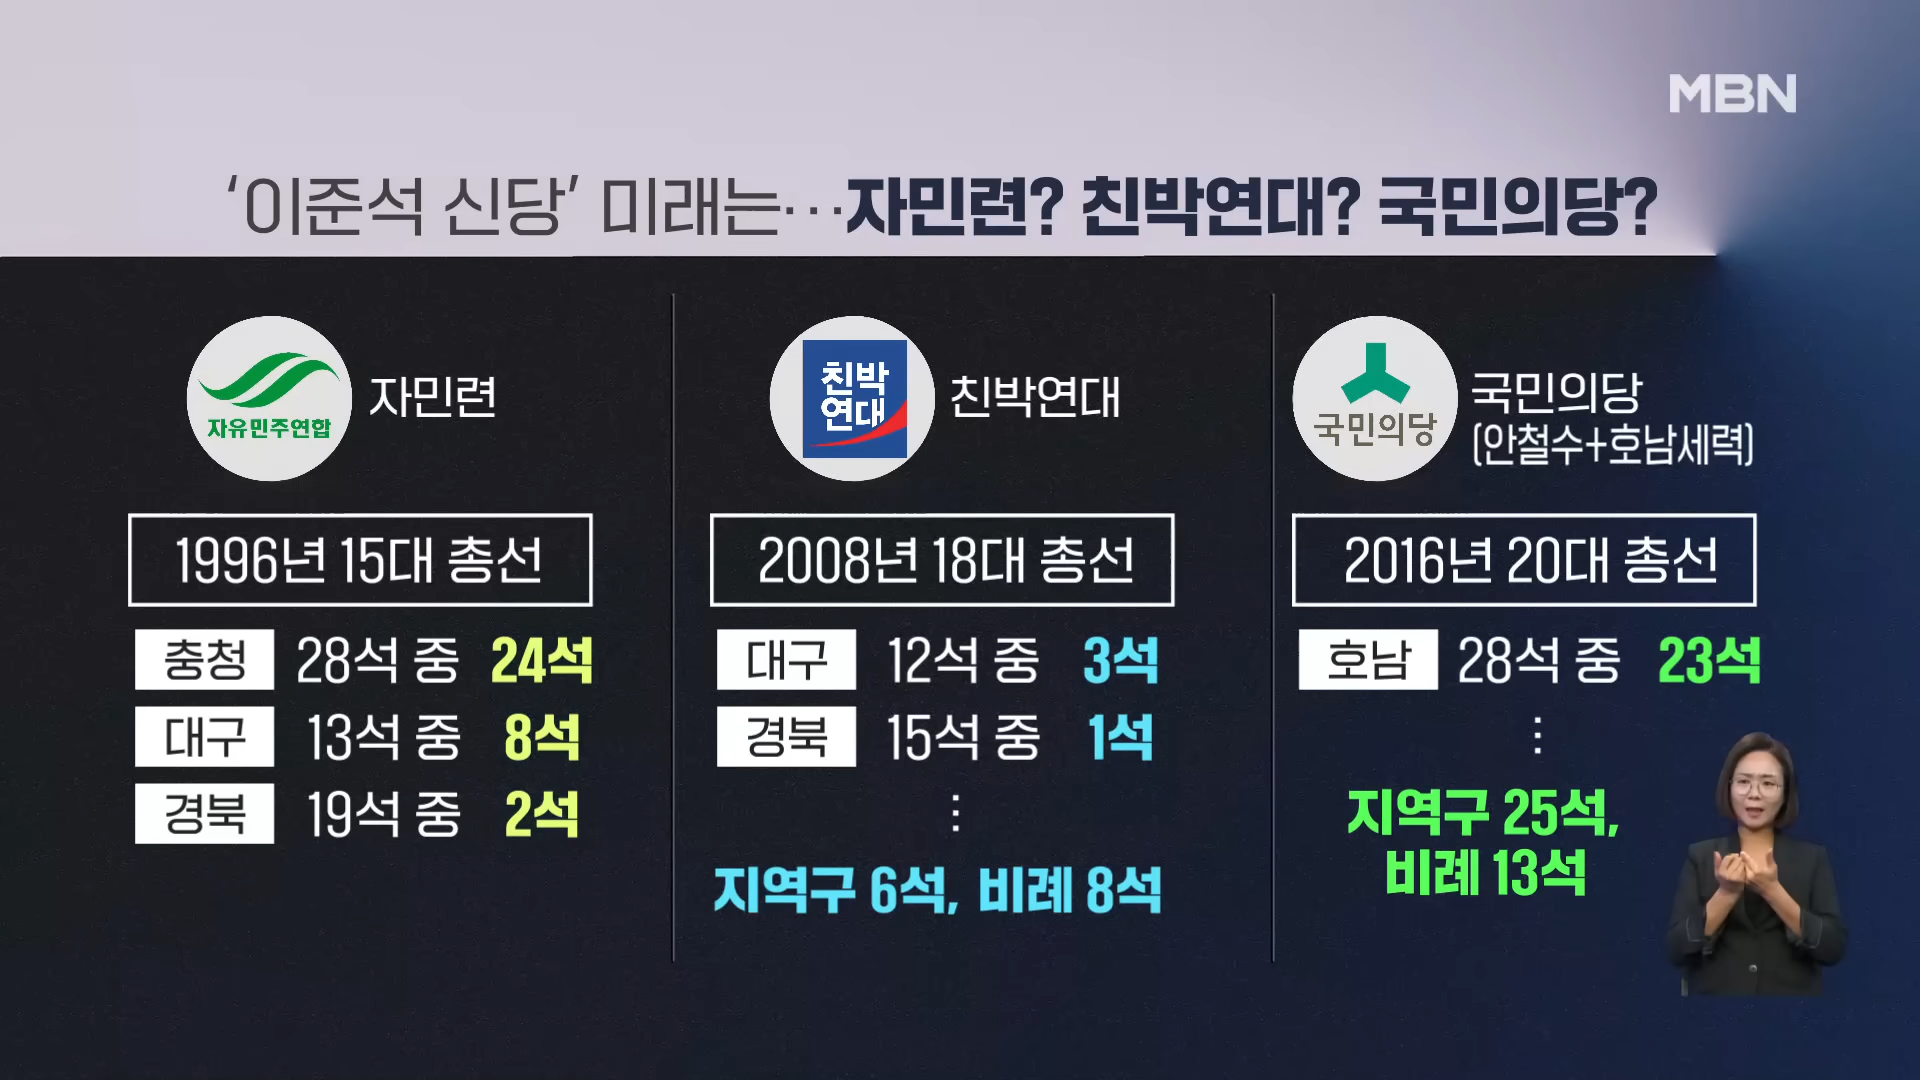 MBN
‘이준석 신당’ 미래는…자민련? 친박연대? 국민의당?
자유민주연합
자민련
1996년 15대 총선
충청 28석 중 24석
대구 13석 중 8석
경북 19석 중 2석
친박
연대
친박연대
2008년 18대 총선
대구 12석 중 3석
경북 15석 중 1석
⋮
지역구 6석, 비례 8석
국민의당
국민의당
(안철수+호남세력)
2016년 20대 총선
호남 28석 중 23석
⋮
지역구 25석,
비례 13석